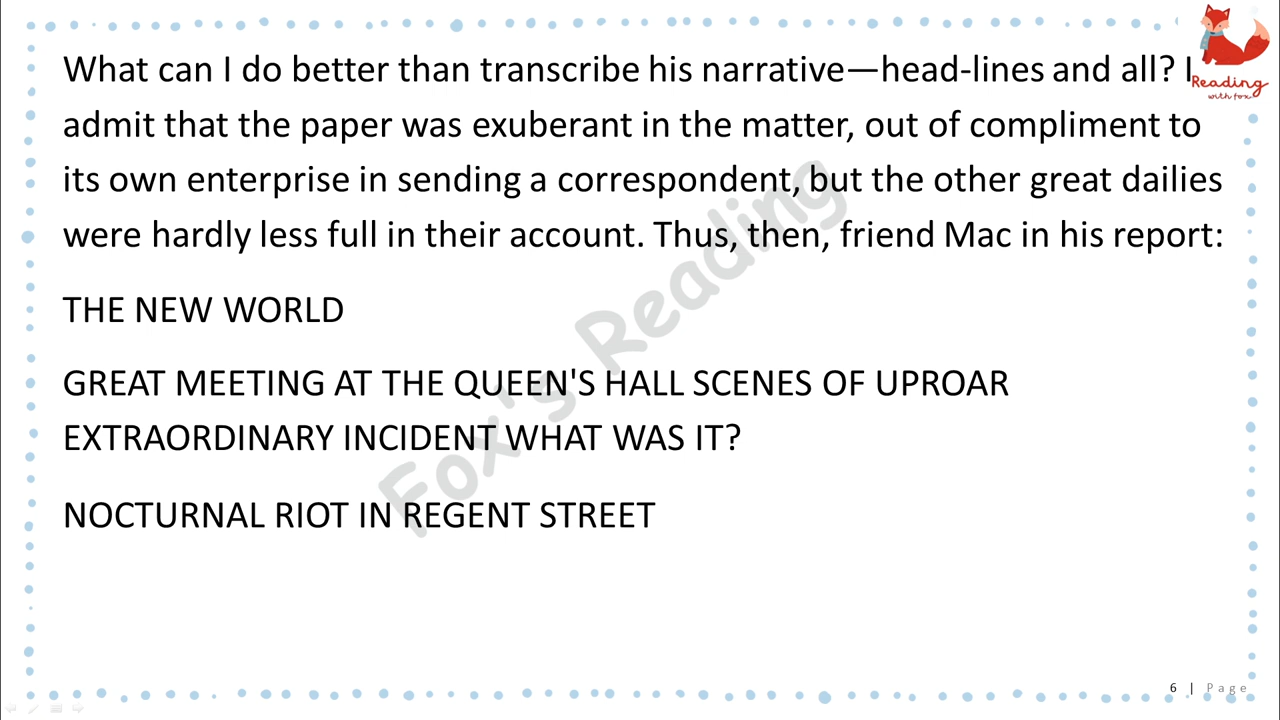 What can I do better than transcribe his narrative—head-lines and all? I
admit that the paper was exuberant in the matter, out of compliment to
its own enterprise in sending a correspondent, but the other great dailies
were hardly less full in their account. Thus, then, friend Mac in his report:
THE NEW WORLD
GREAT MEETING AT THE QUEEN'S HALL SCENES OF UPROAR
EXTRAORDINARY INCIDENT WHAT WAS IT?
NOCTURNAL RIOT IN REGENT STREET
Reading
with fox
Fox's Reading
6 | Page